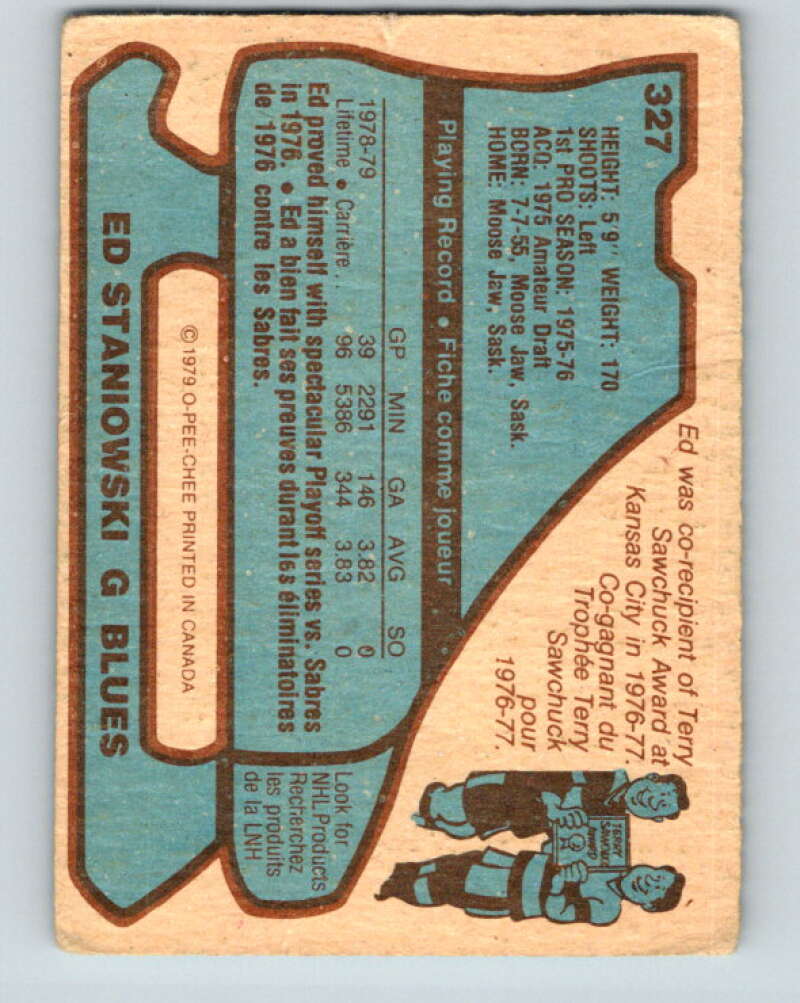 327
HEIGHT: 5'9" WEIGHT: 170
SHOOTS: Left
1st PRO SEASON: 1975-76
ACQ: 1975 Amateur Draft
BORN: 7-7-55, Moose Jaw, Sask.
HOME: Moose Jaw, Sask.
Ed was co-recipient of Terry
Sawchuck Award at
Kansas City in 1976-77.
Co-gagnant du
Trophée Terry
Sawchuck
pour
1976-77.
TERRY
SAWCHUCK
AWARD
Playing Record • Fiche comme joueur
GP MIN GA AVG SO
1978-79 39 2291 146 3.82 0
Lifetime • Carrière . . 96 5386 344 3.83 0
Ed proved himself with spectacular Playoff series vs. Sabres
in 1976. • Ed a bien fait ses preuves durant les éliminatoires
de 1976 contre les Sabres.
Look for
NHL Products
Recherchez
les produits
de la LNH
© 1979 O-PEE-CHEE PRINTED IN CANADA
ED STANIOWSKI G BLUES